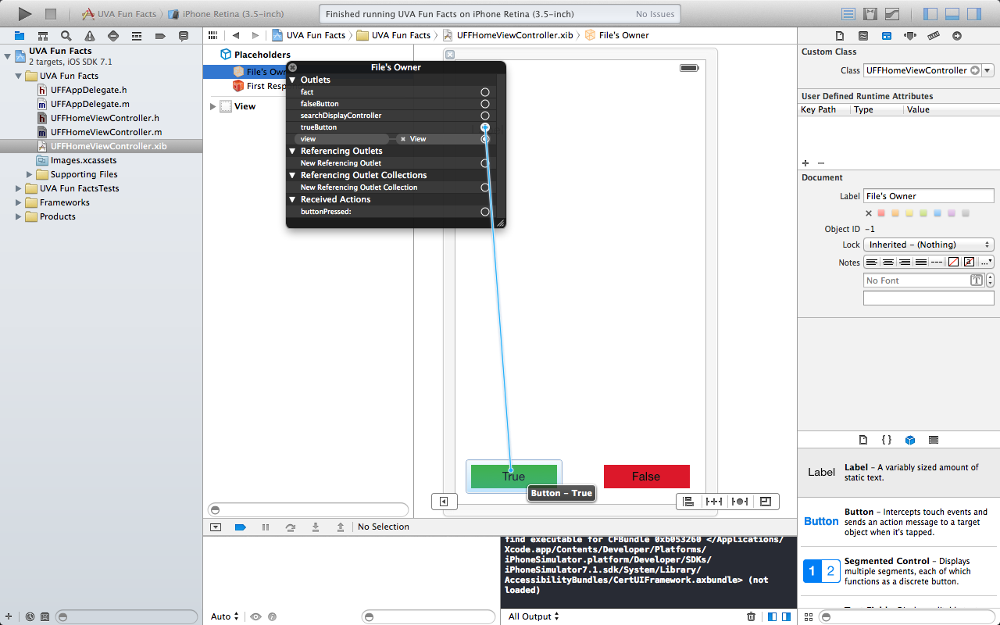 UVA Fun Facts
iPhone Retina (3.5-inch)
Finished running UVA Fun Facts on iPhone Retina (3.5-inch)
No Issues
UVA Fun Facts
2 targets, iOS SDK 7.1
UVA Fun Facts
UFFAppDelegate.h
UFFAppDelegate.m
UFFHomeViewController.h
UFFHomeViewController.m
UFFHomeViewController.xib
Images.xcassets
Supporting Files
UVA Fun FactsTests
Frameworks
Products
UVA Fun Facts
UVA Fun Facts
UFFHomeViewController.xib
File's Owner
Placeholders
File's Own
First Resp
View
File's Owner
Outlets
fact
falseButton
searchDisplayController
trueButton
view
View
Referencing Outlets
New Referencing Outlet
Referencing Outlet Collections
New Referencing Outlet Collection
Received Actions
buttonPressed:
True
False
Button – True
No Selection
find executable for CFBundle 0xb053260 </Applications/
Xcode.app/Contents/Developer/Platforms/
iPhoneSimulator.platform/Developer/SDKs/
iPhoneSimulator7.1.sdk/System/Library/
AccessibilityBundles/CertUIFramework.axbundle> (not
loaded)
Auto
All Output
Custom Class
Class UFFHomeViewController
User Defined Runtime Attributes
Key Path Type Value
Document
Label File's Owner
Object ID -1
Lock Inherited – (Nothing)
Notes
No Font
Label
Label – A variably sized amount of
static text.
Button
Button – Intercepts touch events and
sends an action message to a target
object when it's tapped.
1 2
Segmented Control – Displays
multiple segments, each of which
functions as a discrete button.